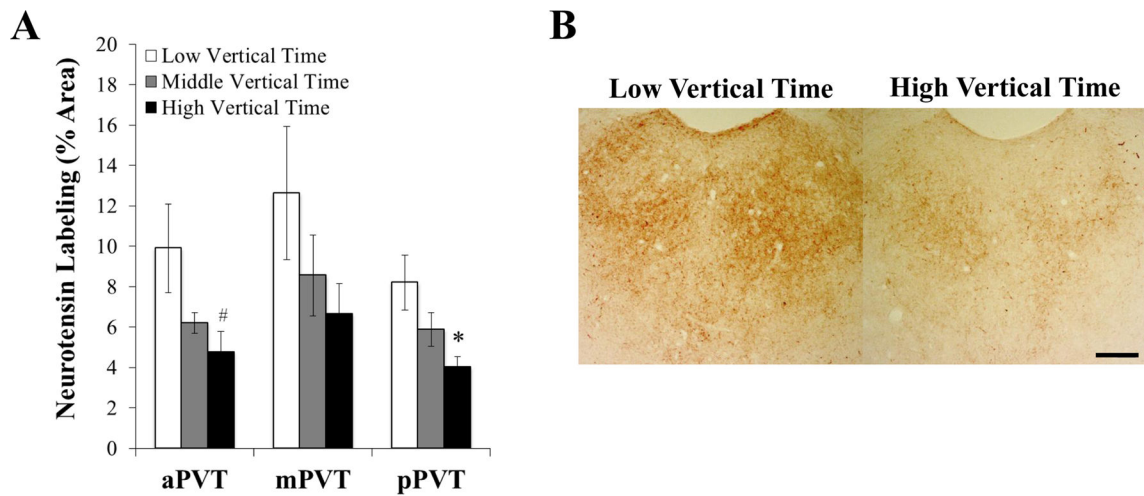 A
B
Neurotensin Labeling (% Area)
20
18
16
14
12
10
8
6
4
2
0
Low Vertical Time
Middle Vertical Time
High Vertical Time
#
*
aPVT
mPVT
pPVT
Low Vertical Time
High Vertical Time